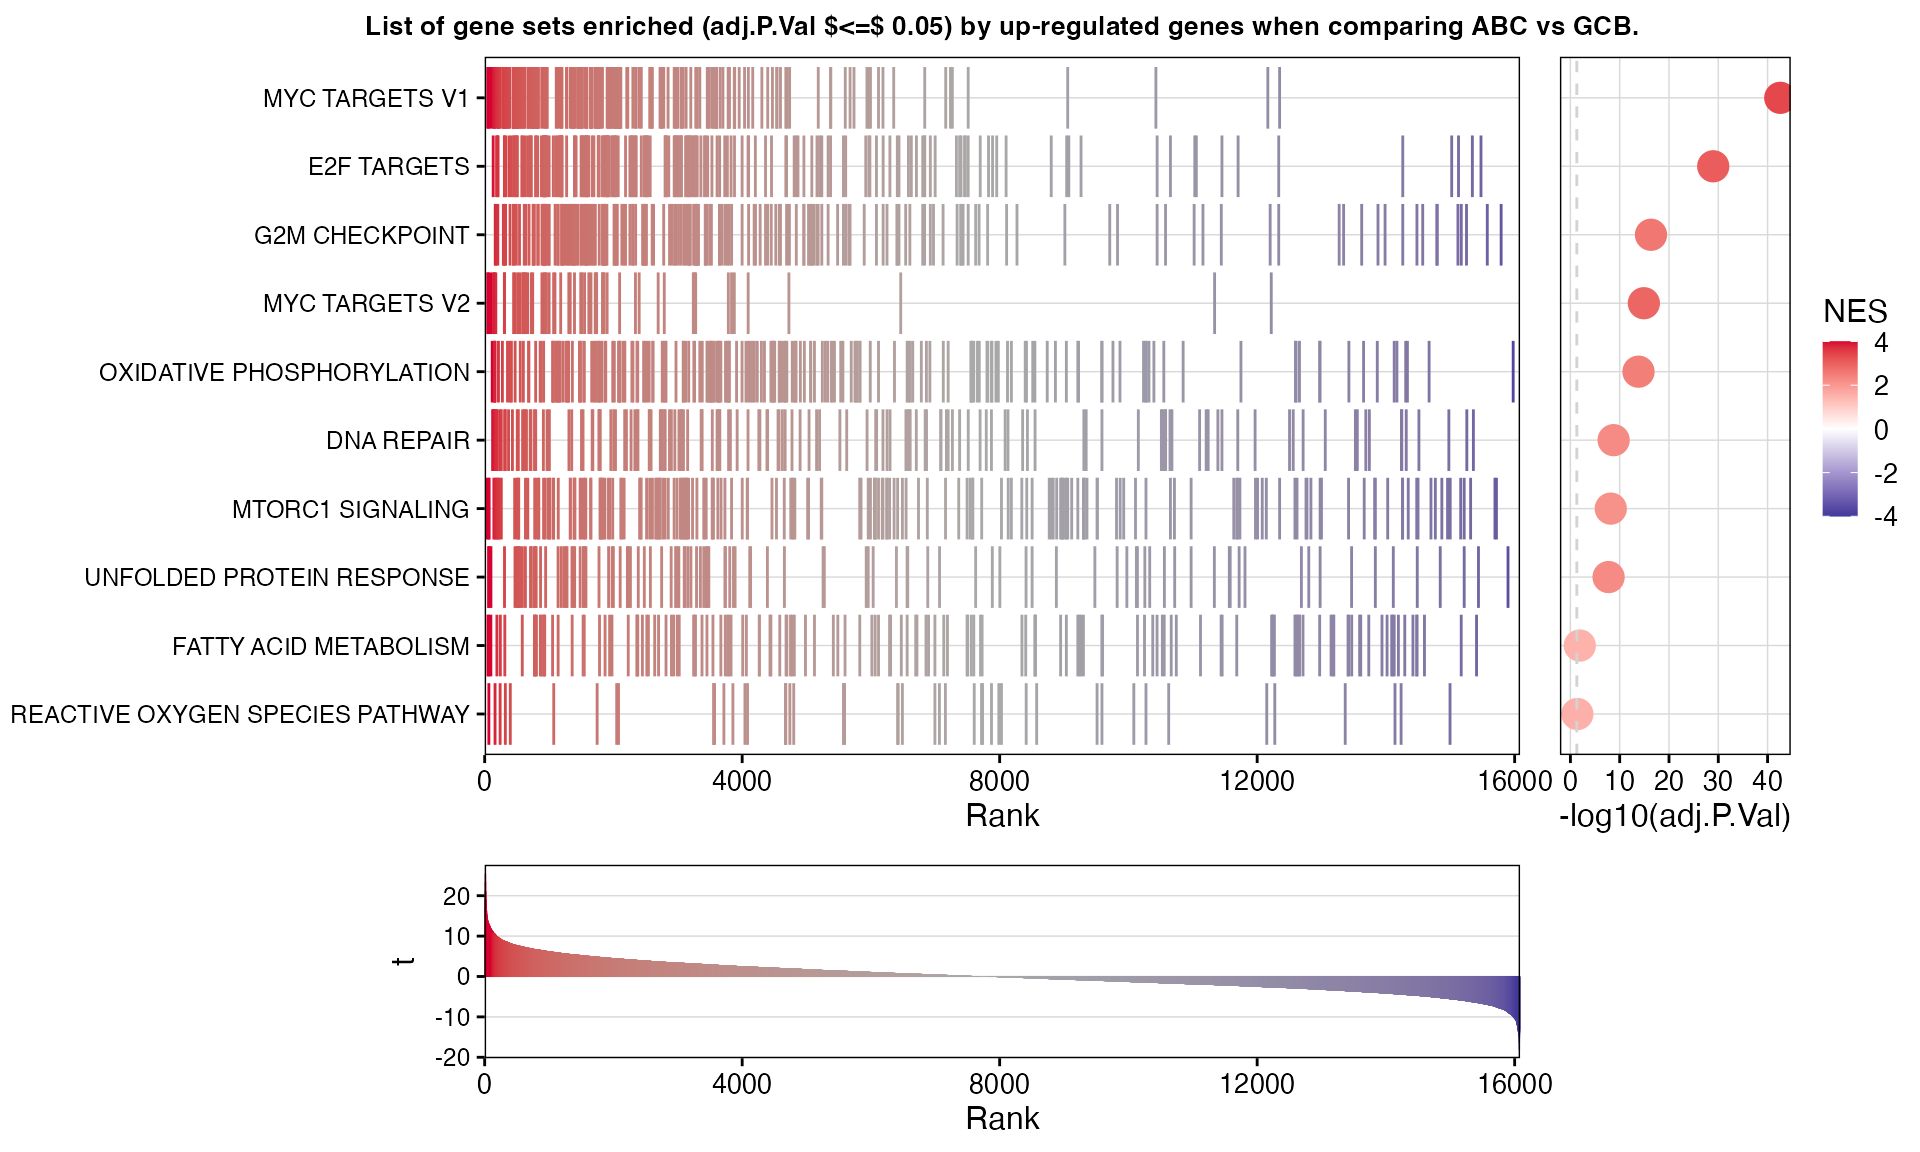 List of gene sets enriched (adj.P.Val $<=$ 0.05) by up-regulated genes when comparing ABC vs GCB.
MYC TARGETS V1
E2F TARGETS
G2M CHECKPOINT
MYC TARGETS V2
OXIDATIVE PHOSPHORYLATION
DNA REPAIR
MTORC1 SIGNALING
UNFOLDED PROTEIN RESPONSE
FATTY ACID METABOLISM
REACTIVE OXYGEN SPECIES PATHWAY
0 4000 8000 12000 16000
Rank
0 10 20 30 40
-log10(adj.P.Val)
NES
4
2
0
-2
-4
t
20
10
0
-10
-20
0 4000 8000 12000 16000
Rank